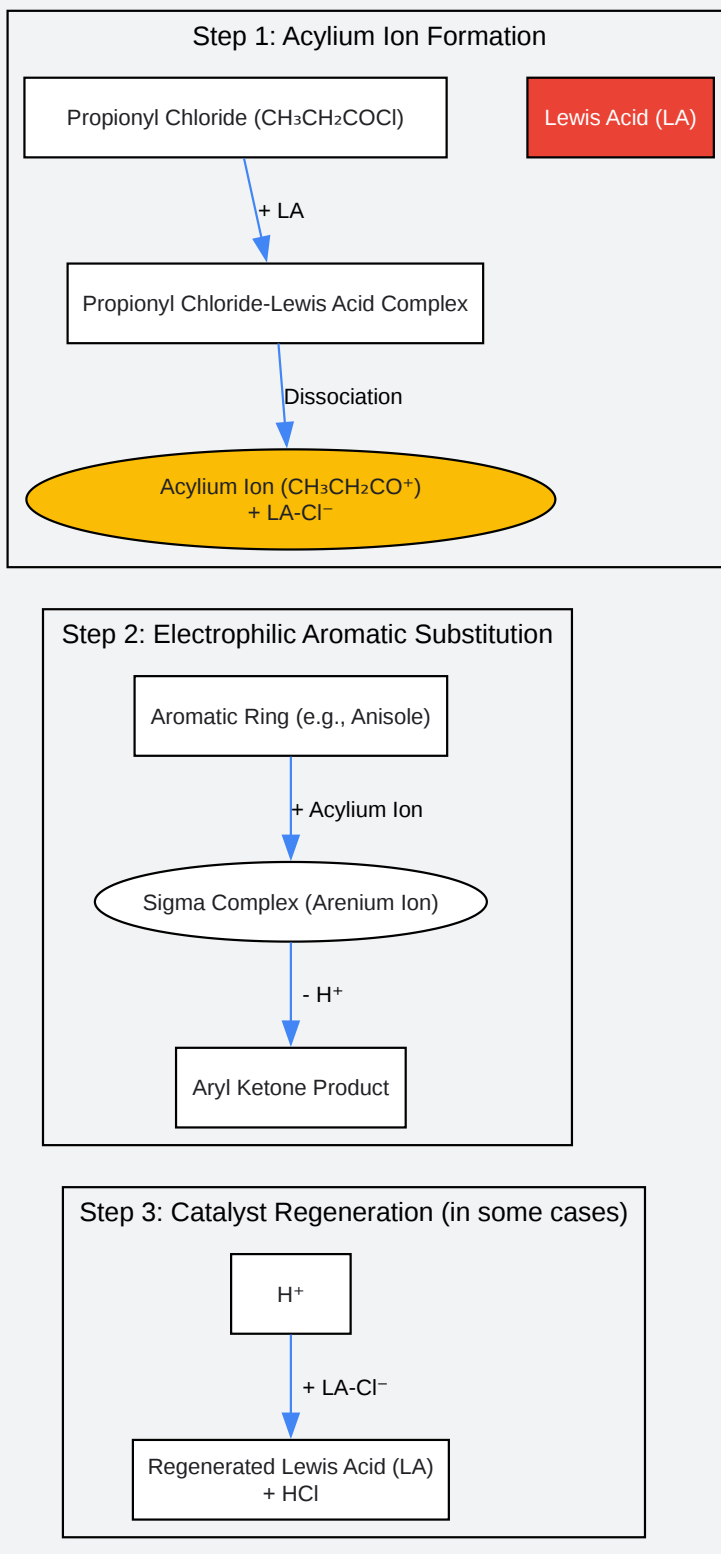 Step 1: Acylium Ion Formation
Propionyl Chloride (CH₃CH₂COCl)
Lewis Acid (LA)
+ LA
Propionyl Chloride-Lewis Acid Complex
Dissociation
Acylium Ion (CH₃CH₂CO⁺)
+ LA-Cl⁻
Step 2: Electrophilic Aromatic Substitution
Aromatic Ring (e.g., Anisole)
+ Acylium Ion
Sigma Complex (Arenium Ion)
- H⁺
Aryl Ketone Product
Step 3: Catalyst Regeneration (in some cases)
H⁺
+ LA-Cl⁻
Regenerated Lewis Acid (LA)
+ HCl